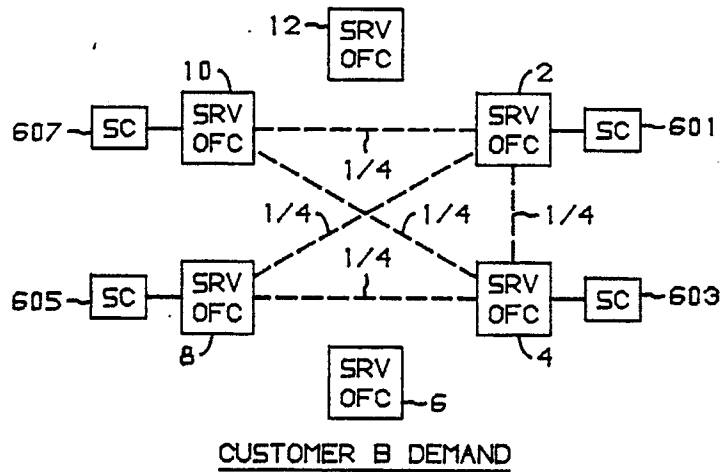 12
SRV
OFC
10
SRV
OFC
2
SRV
OFC
607
SC
SC
601
1/4
1/4
1/4
1/4
1/4
605
SC
SRV
OFC
8
SRV
OFC
4
SC
603
SRV
OFC
6
CUSTOMER B DEMAND